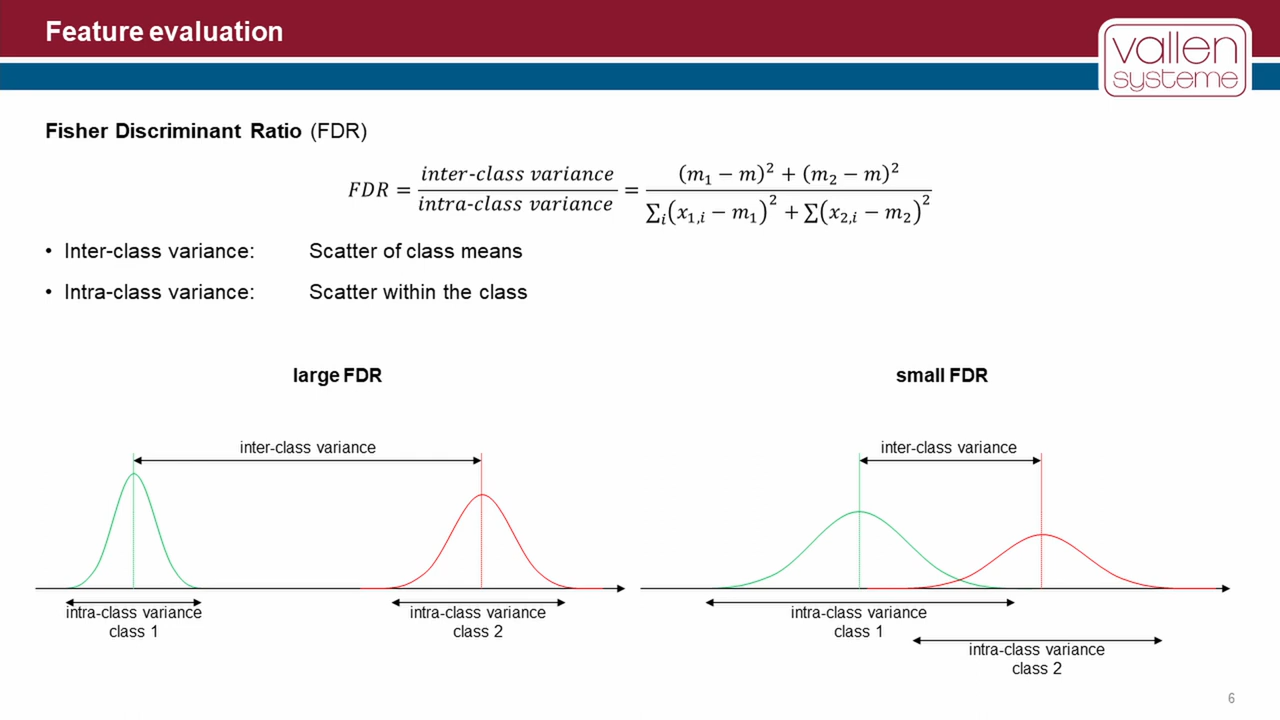 Feature evaluation
vallen
systeme
Fisher Discriminant Ratio (FDR)
FDR = inter-class variance / intra-class variance = (m₁ − m)² + (m₂ − m)² / ∑ᵢ(x₁,ᵢ − m₁)² + ∑(x₂,ᵢ − m₂)²
• Inter-class variance: Scatter of class means
• Intra-class variance: Scatter within the class
large FDR
inter-class variance
intra-class variance
class 1
intra-class variance
class 2
small FDR
inter-class variance
intra-class variance
class 1
intra-class variance
class 2
6